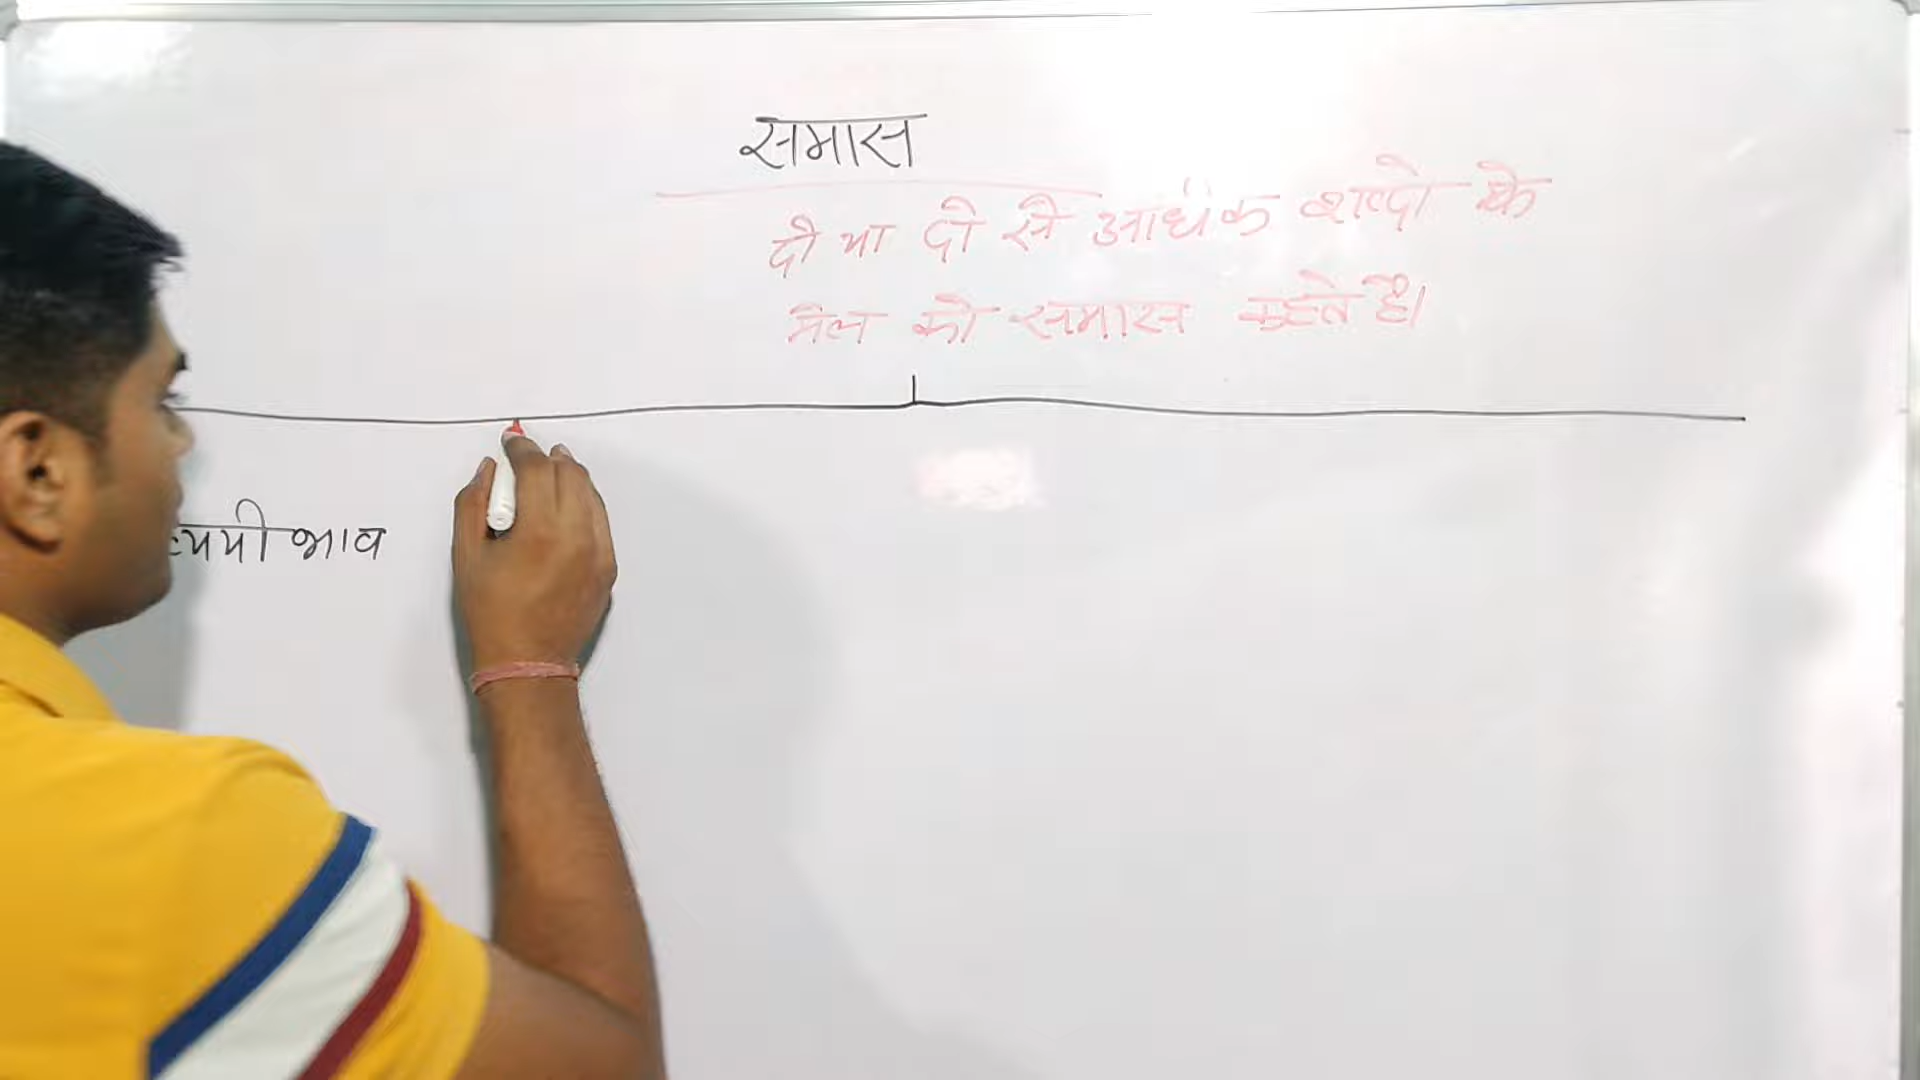 समास
दो या दो से अधिक शब्दो के
मेल को समास कहते है।
व्ययीभाव